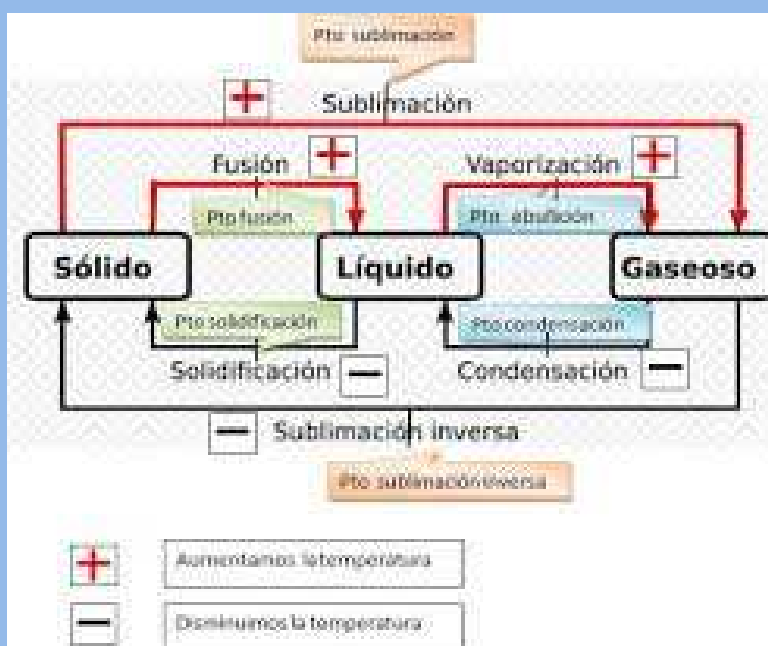 Pto sublimación
+ Sublimación
Fusión +
Vaporización +
Pto fusión
Pto ebullición
Sólido
Líquido
Gaseoso
Pto solidificación
Pto condensación
Solidificación −
Condensación −
− Sublimación inversa
Pto sublimación inversa
+ Aumentamos la temperatura
− Disminuimos la temperatura